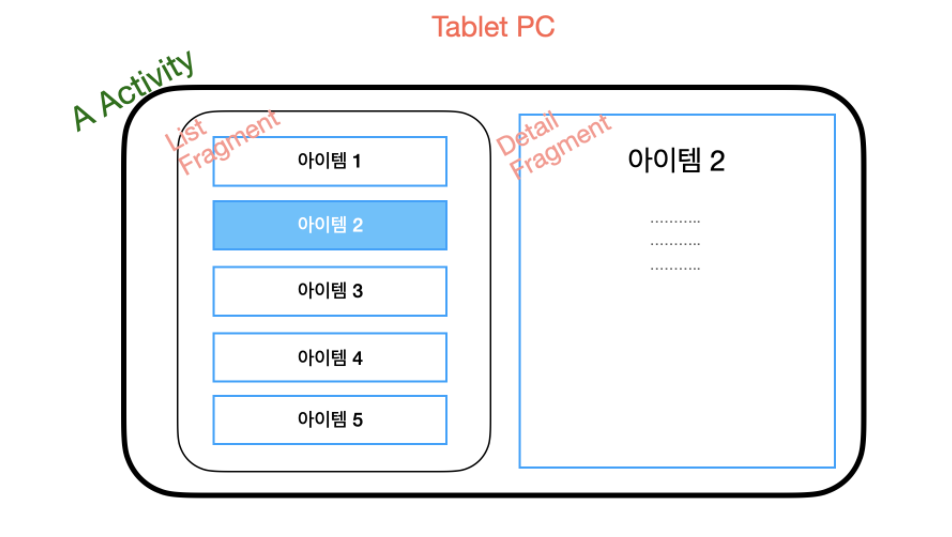 Tablet PC
A Activity
List
Fragment
아이템 1
아이템 2
아이템 3
아이템 4
아이템 5
Detail
Fragment
아이템 2
...........
...........
...........